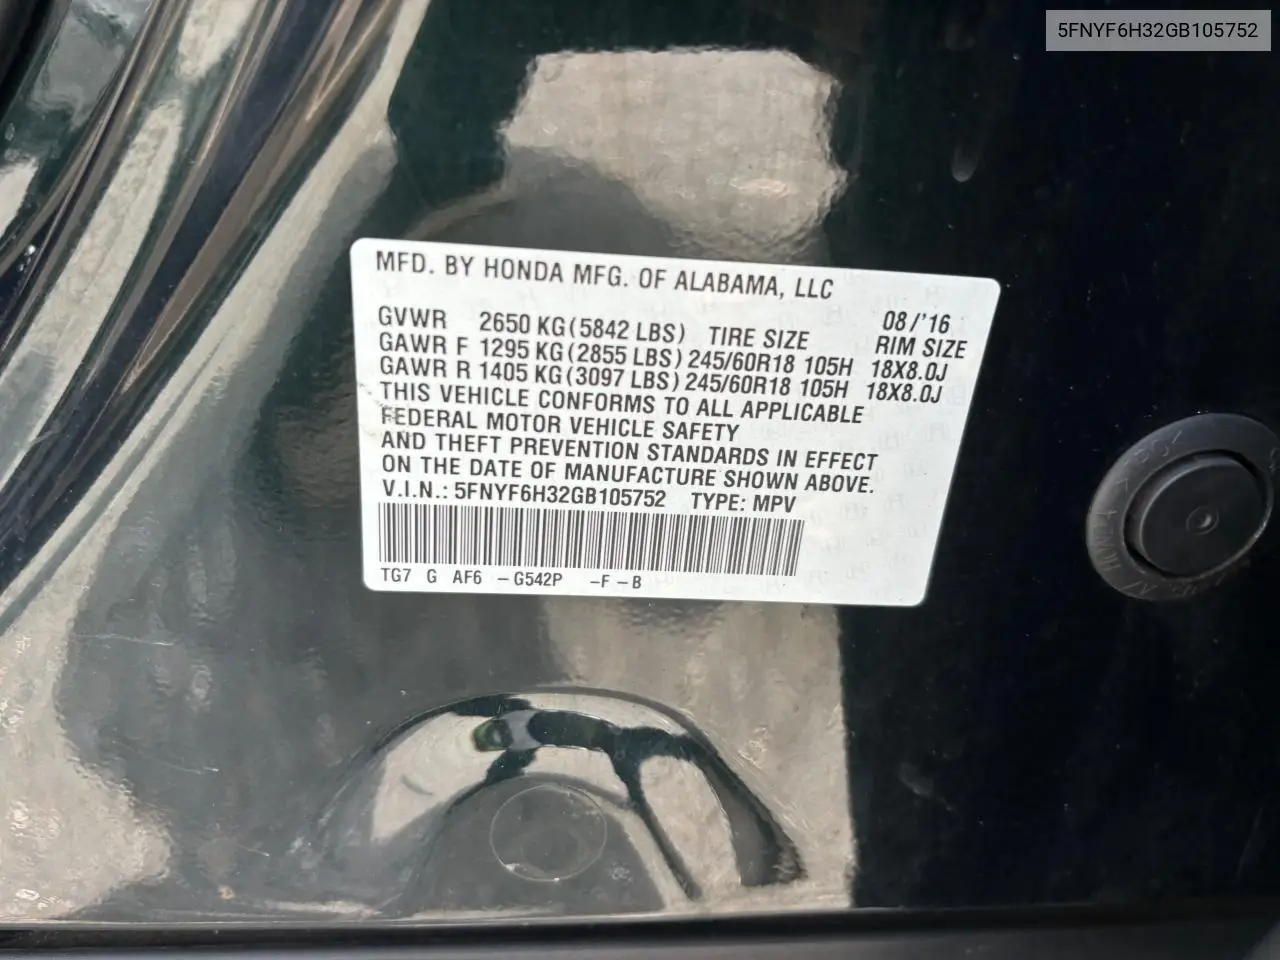 5FNYF6H32GB105752
MFD. BY HONDA MFG. OF ALABAMA, LLC
08/'16
GVWR 2650 KG(5842 LBS) TIRE SIZE RIM SIZE
GAWR F 1295 KG(2855 LBS) 245/60R18 105H 18X8.0J
GAWR R 1405 KG(3097 LBS) 245/60R18 105H 18X8.0J
THIS VEHICLE CONFORMS TO ALL APPLICABLE
FEDERAL MOTOR VEHICLE SAFETY
AND THEFT PREVENTION STANDARDS IN EFFECT
ON THE DATE OF MANUFACTURE SHOWN ABOVE.
V.I.N.: 5FNYF6H32GB105752 TYPE: MPV
TG7 G AF6 -G542P -F-B